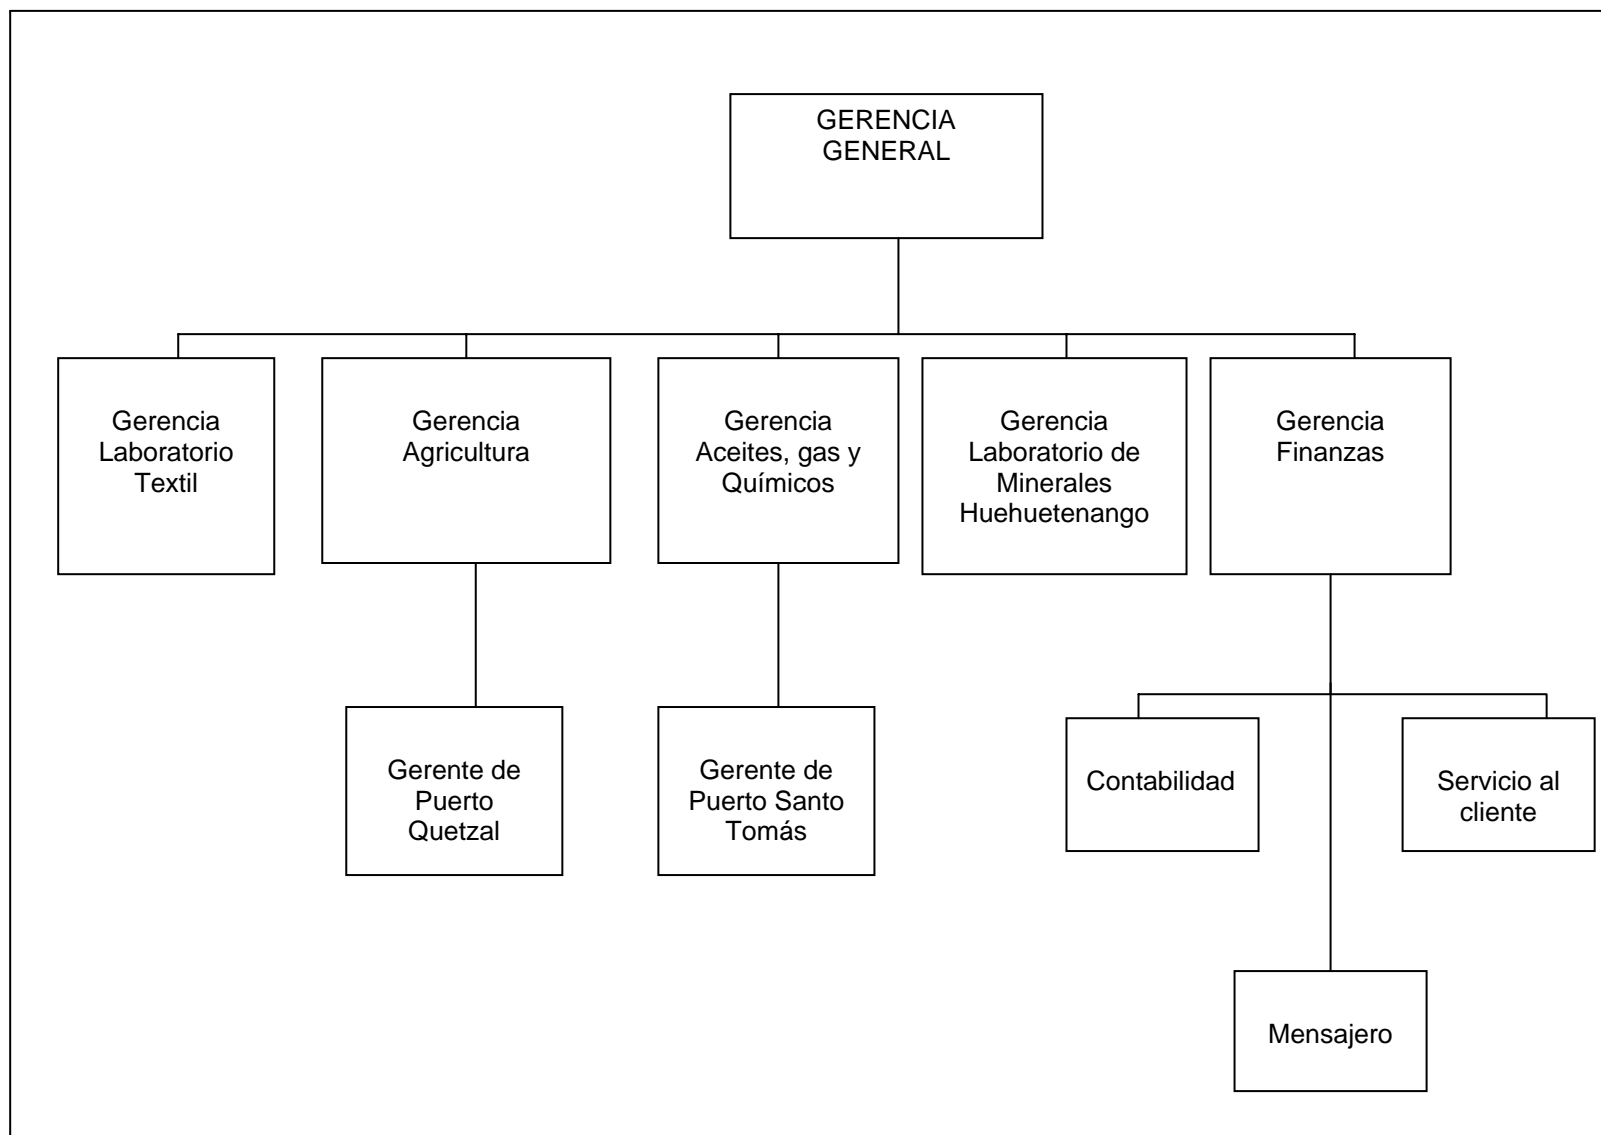 GERENCIA
GENERAL
Gerencia
Laboratorio
Textil
Gerencia
Agricultura
Gerencia
Aceites, gas y
Químicos
Gerencia
Laboratorio de
Minerales
Huehuetenango
Gerencia
Finanzas
Gerente de
Puerto
Quetzal
Gerente de
Puerto Santo
Tomás
Contabilidad
Servicio al
cliente
Mensajero